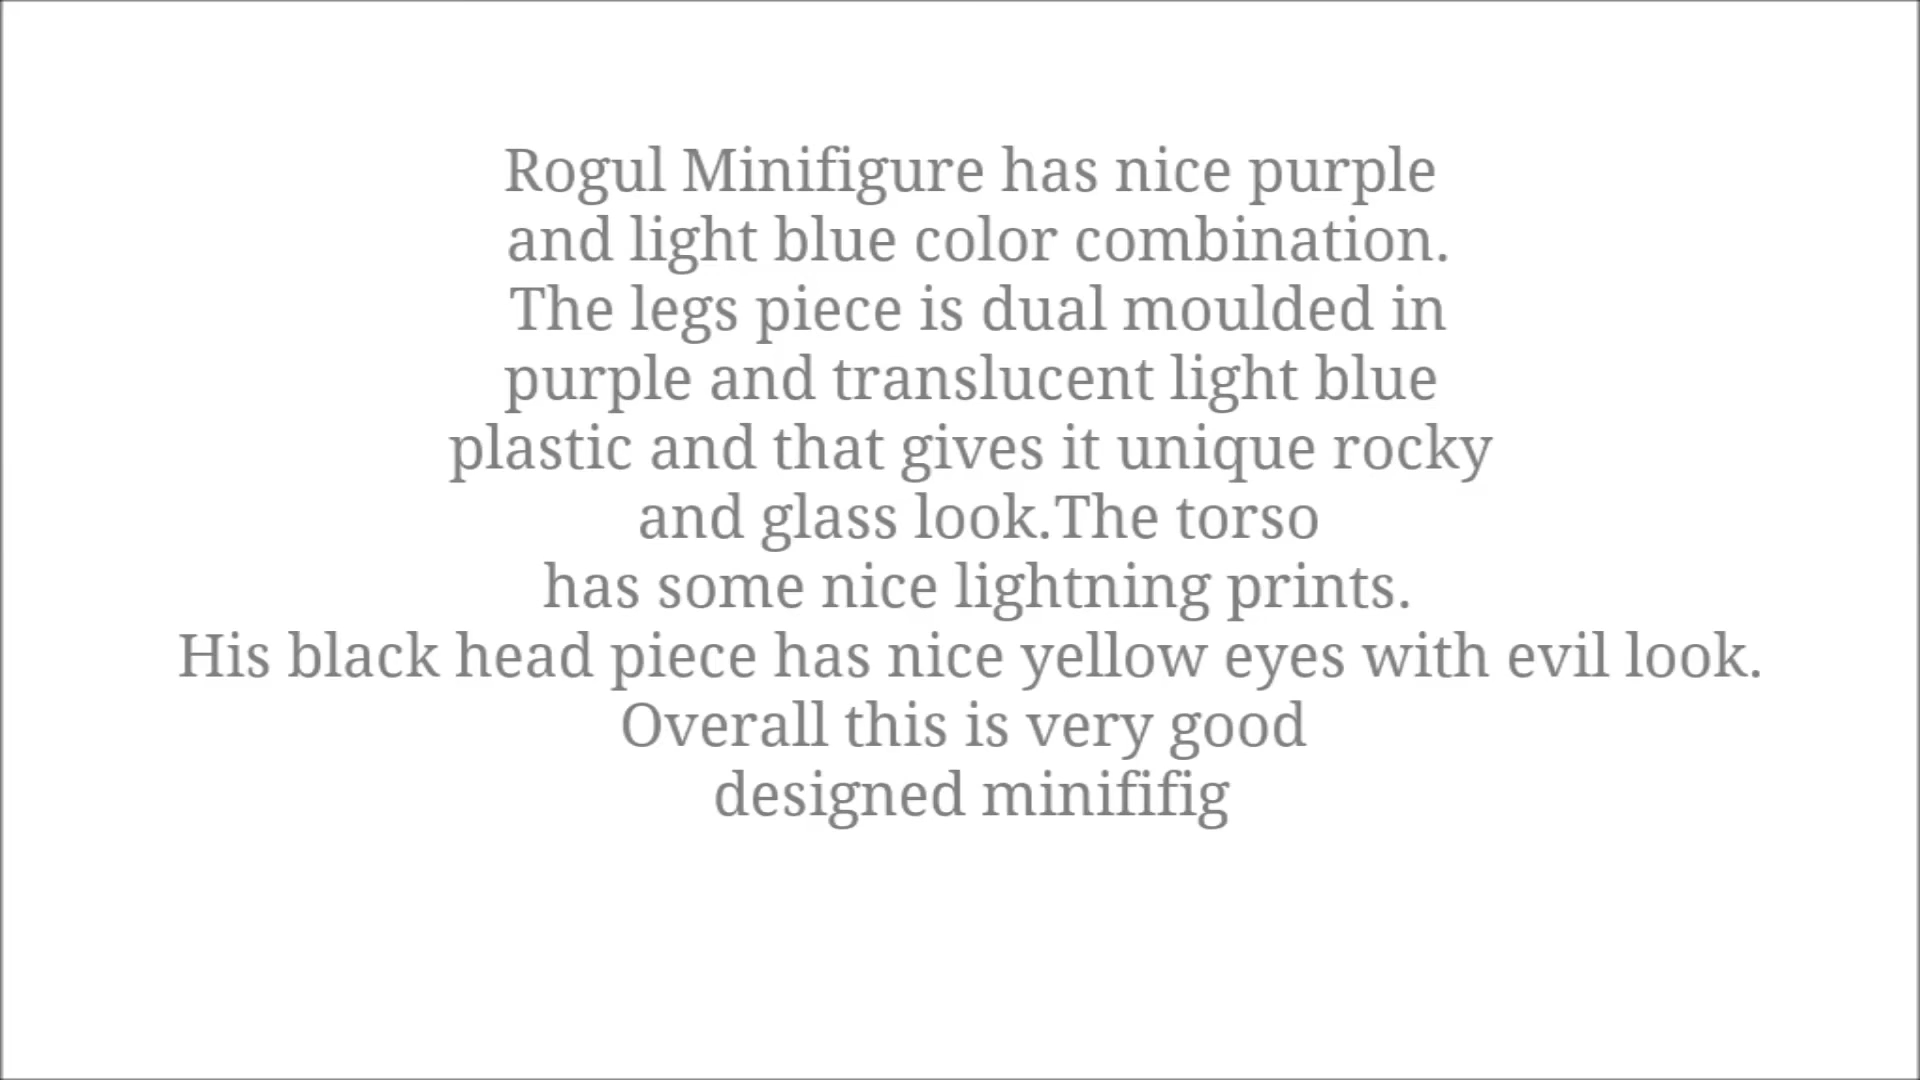 Rogul Minifigure has nice purple
and light blue color combination.
The legs piece is dual moulded in
purple and translucent light blue
plastic and that gives it unique rocky
and glass look.The torso
has some nice lightning prints.
His black head piece has nice yellow eyes with evil look.
Overall this is very good
designed minififig